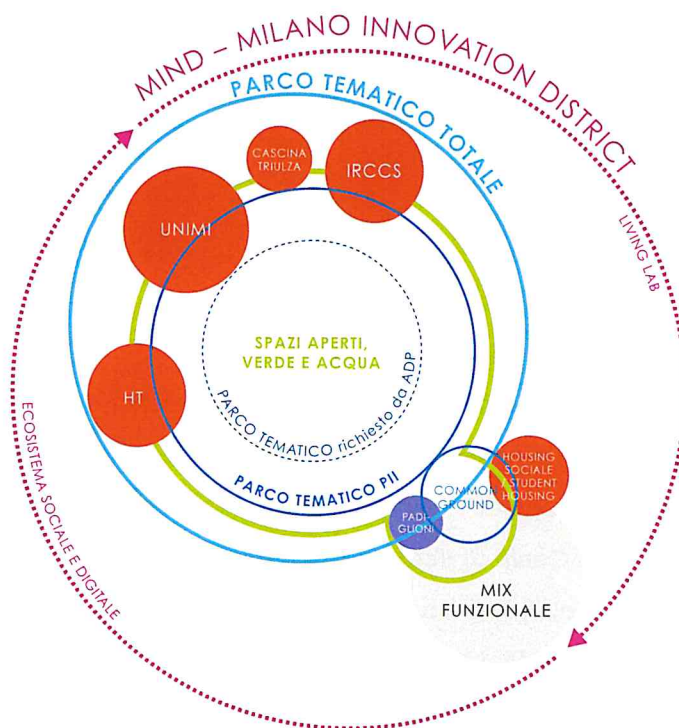 MIND – MILANO INNOVATION DISTRICT
PARCO TEMATICO TOTALE
CASCINA
TRIULZA
IRCCS
UNIMI
LIVING LAB
SPAZI APERTI,
VERDE E ACQUA
HT
PARCO TEMATICO richiesto da ADP
PARCO TEMATICO PII
ECOSISTEMA SOCIALE E DIGITALE
HOUSING
SOCIALE
/ STUDENT
HOUSING
COMMON
GROUND
PADI-
GLIONI
MIX
FUNZIONALE